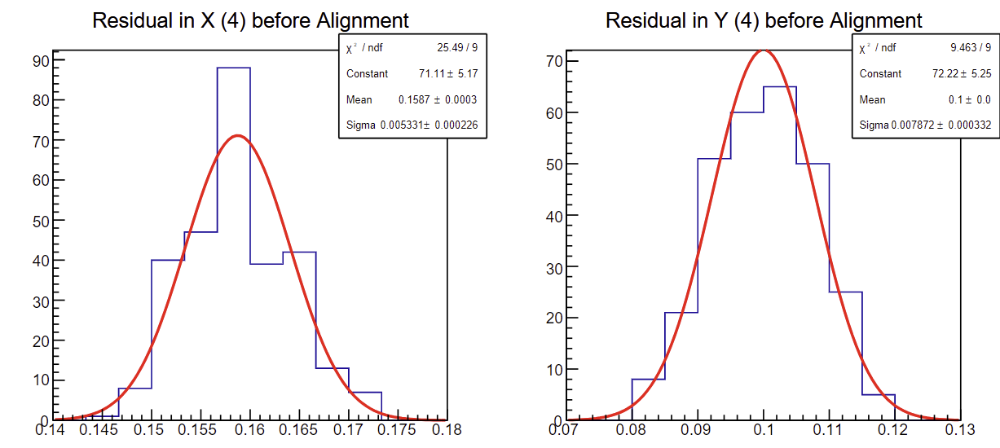 Residual in X (4) before Alignment
χ² / ndf 25.49 / 9
Constant 71.11 ± 5.17
Mean 0.1587 ± 0.0003
Sigma 0.005331 ± 0.000226
90
80
70
60
50
40
30
20
10
0
0.14 0.145 0.15 0.155 0.16 0.165 0.17 0.175 0.18
Residual in Y (4) before Alignment
χ² / ndf 9.463 / 9
Constant 72.22 ± 5.25
Mean 0.1 ± 0.0
Sigma 0.007872 ± 0.000332
70
60
50
40
30
20
10
0
0.07 0.08 0.09 0.1 0.11 0.12 0.13